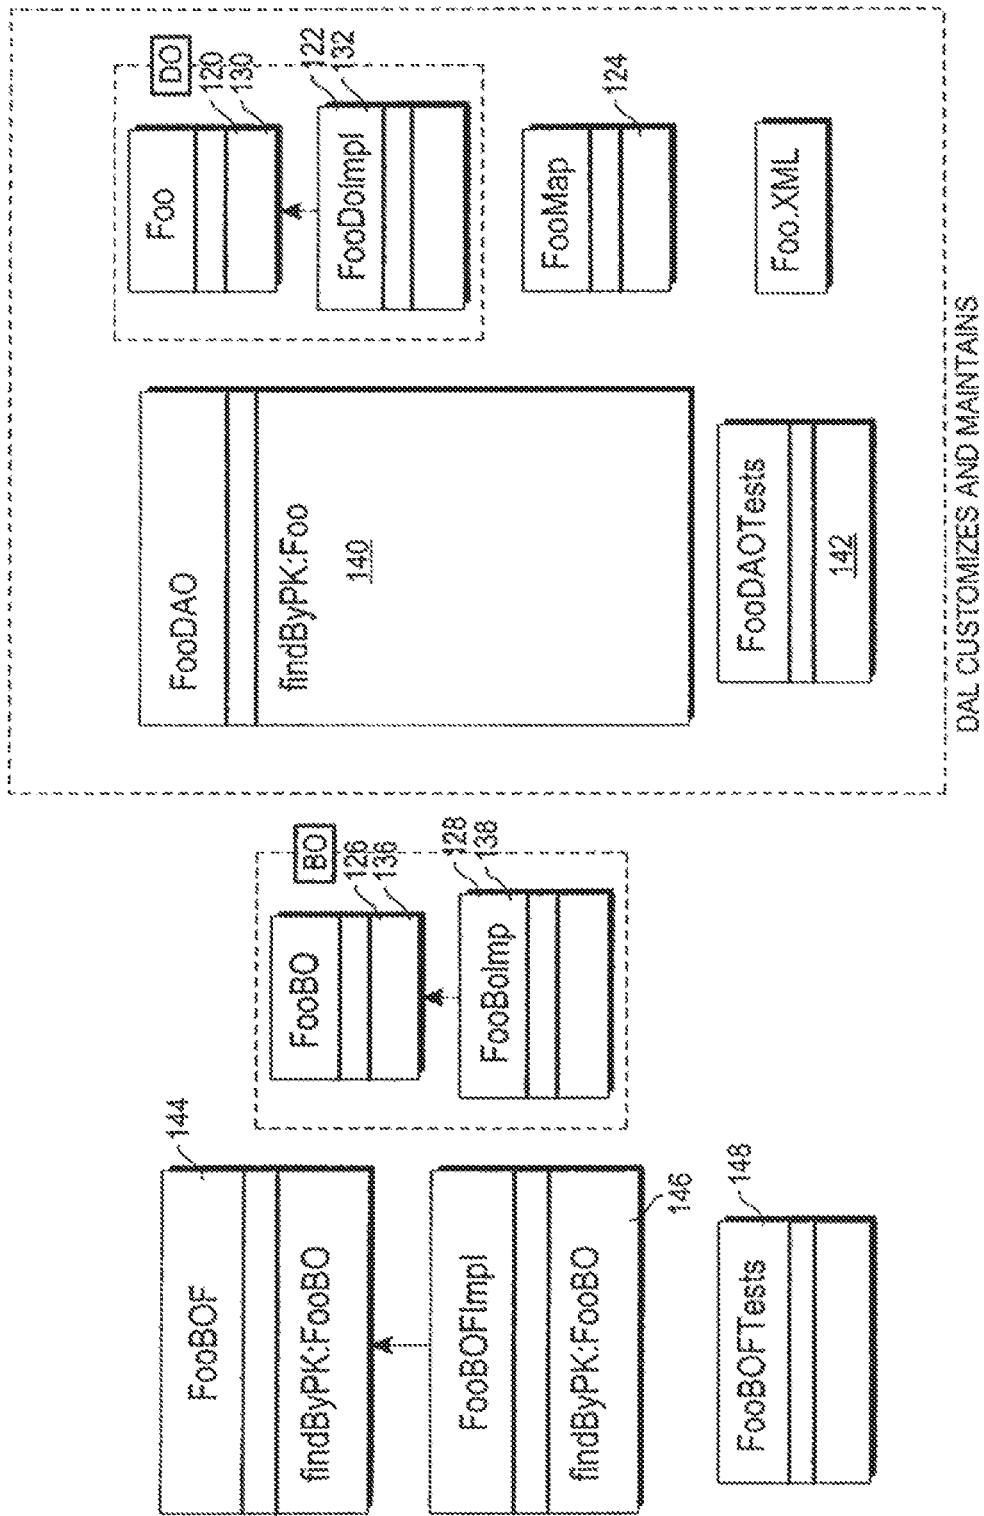 FooBOF
144
findByPK:FooBO
FooBOFImpl
findByPK:FooBO
146
FooBOFTests
148
BO
FooBO
126
136
FooBoImp
128
138
FooDAO
findByPK:Foo
140
FooDAOTests
142
DO
Foo
120
130
FooDoImpl
122
132
FooMap
124
Foo.XML
DAL CUSTOMIZES AND MAINTAINS